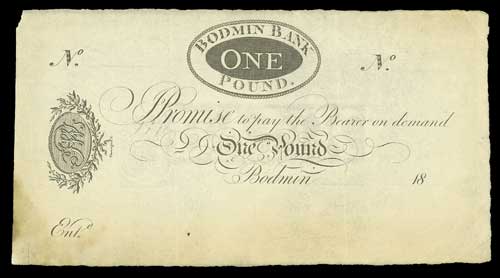 BODMIN BANK
ONE
POUND.
No. No.
I Promise to pay the Bearer on demand
One Pound
Bodmin 18
Entd.